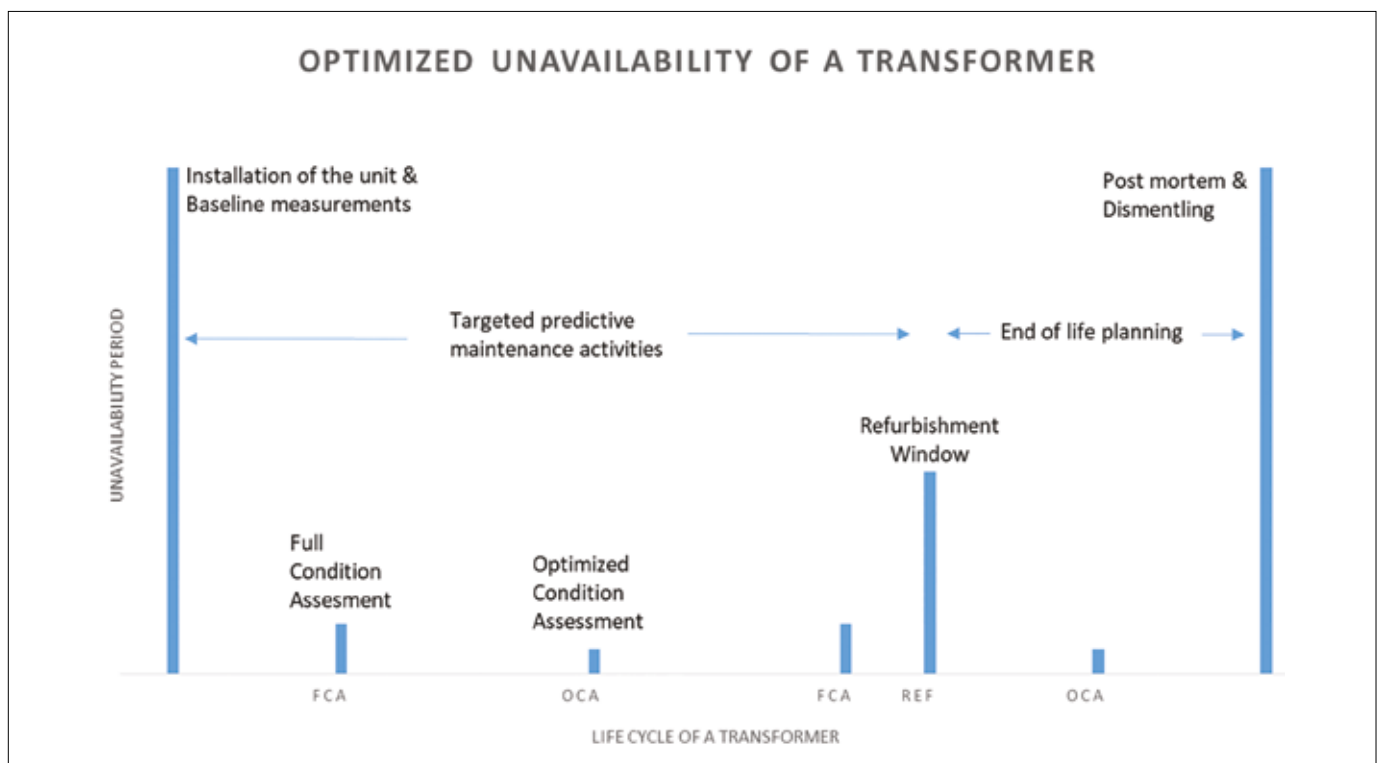 OPTIMIZED UNAVAILABILITY OF A TRANSFORMER
Installation of the unit &
Baseline measurements
Post mortem &
Dismentling
Targeted predictive
maintenance activities
End of life planning
UNAVAILABILITY PERIOD
Refurbishment
Window
Full
Condition
Assesment
Optimized
Condition
Assessment
FCA
OCA
FCA
REF
OCA
LIFE CYCLE OF A TRANSFORMER